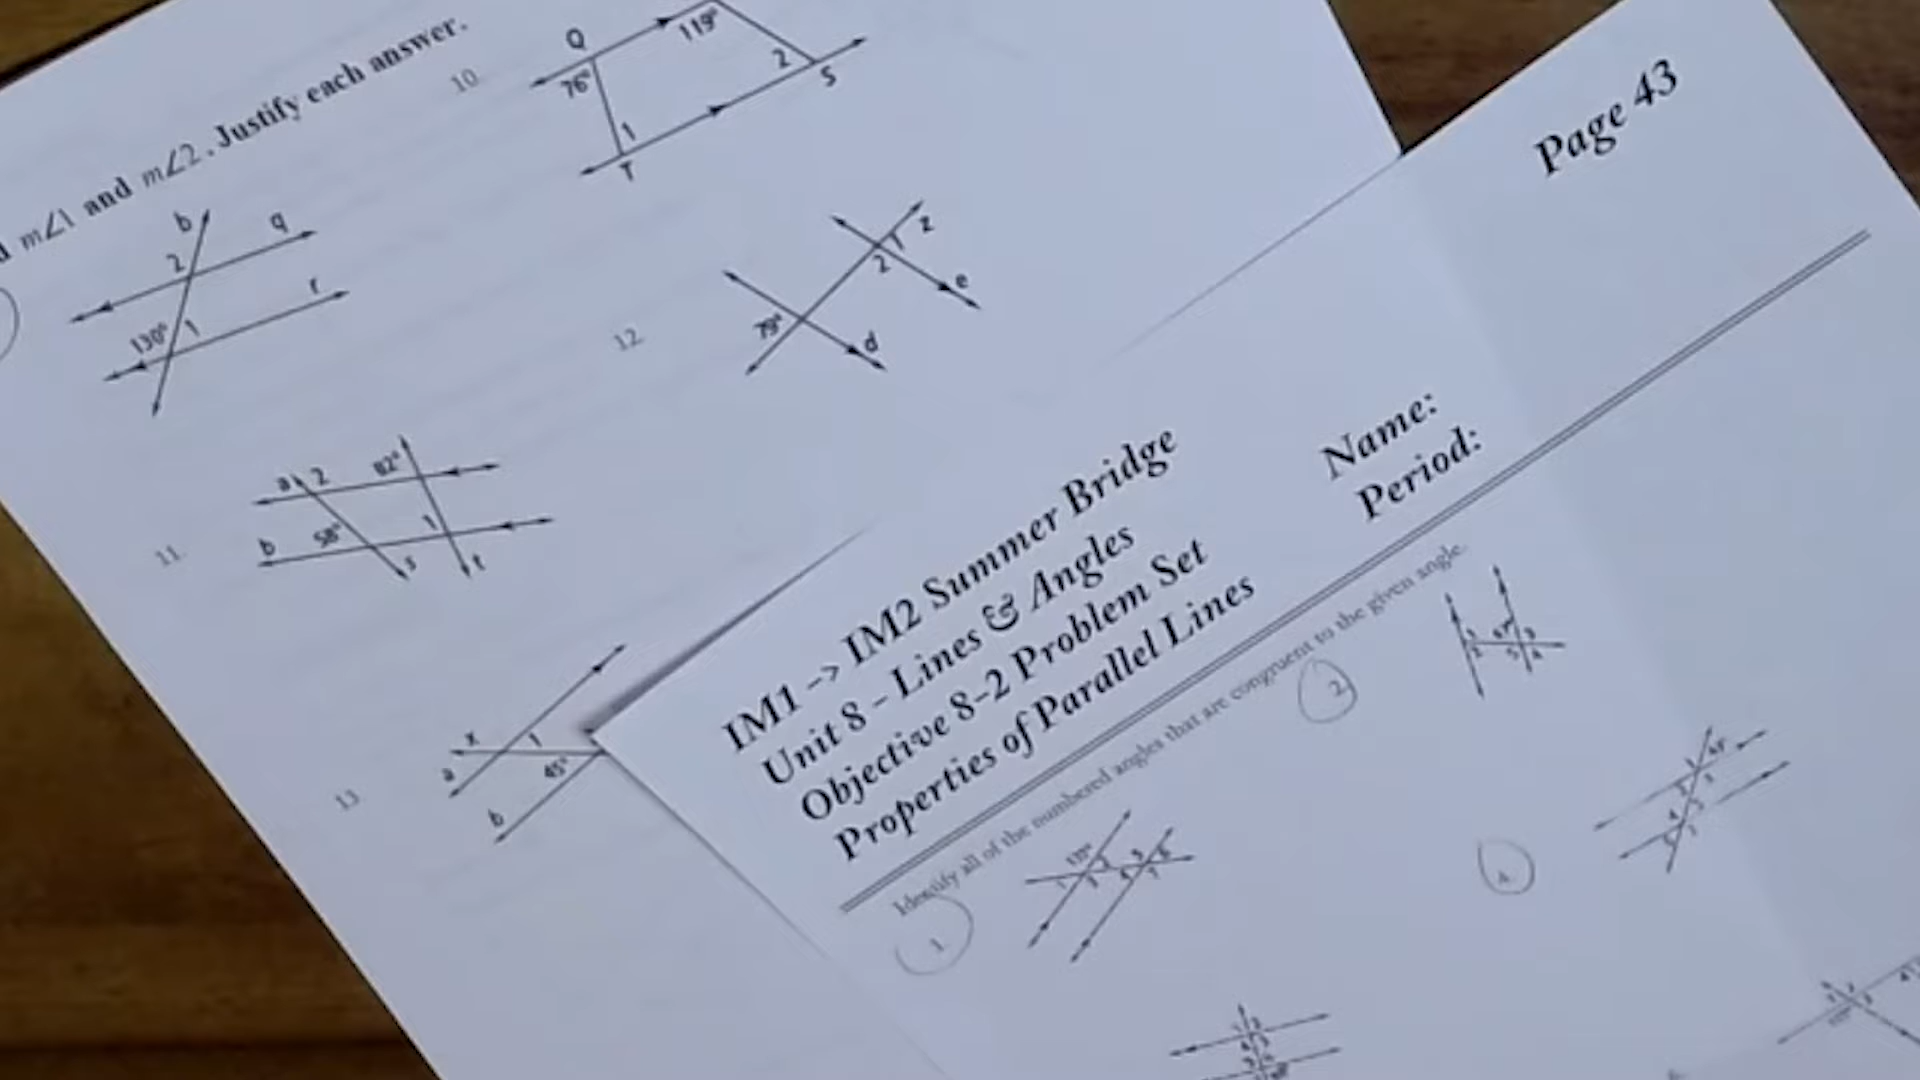 m∠1 and m∠2. Justify each answer.
10.
Q
119°
76°
2
S
1
T
b
q
2
r
130°
1
12.
z
1
2
e
79°
d
11.
a
2
82°
b
58°
1
s
t
13.
x
1
a
45°
b
Page 43
IM1 -> IM2 Summer Bridge
Unit 8 – Lines & Angles
Objective 8-2 Problem Set
Properties of Parallel Lines
Name:
Period:
Identify all of the numbered angles that are congruent to the given angle.
1.
2.
4.